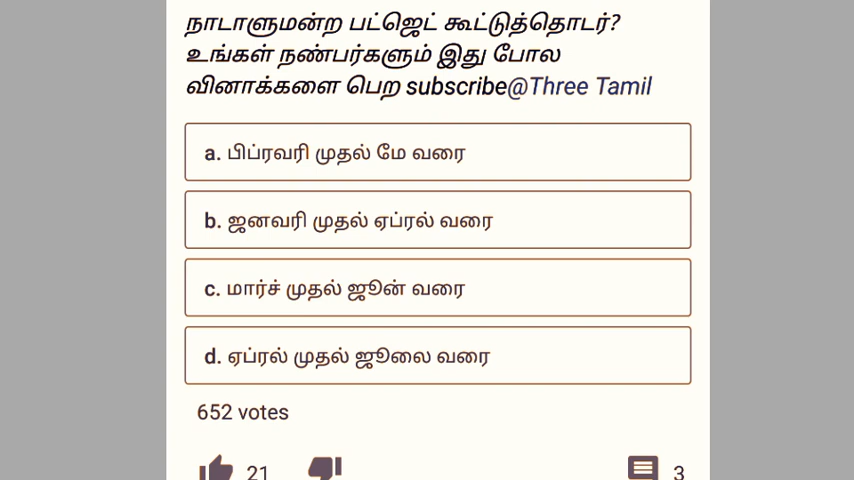 நாடாளுமன்ற பட்ஜெட் கூட்டுத்தொடர்?
உங்கள் நண்பர்களும் இது போல
வினாக்களை பெற subscribe@Three Tamil
a. பிப்ரவரி முதல் மே வரை
b. ஜனவரி முதல் ஏப்ரல் வரை
c. மார்ச் முதல் ஜூன் வரை
d. ஏப்ரல் முதல் ஜூலை வரை
652 votes
21
3